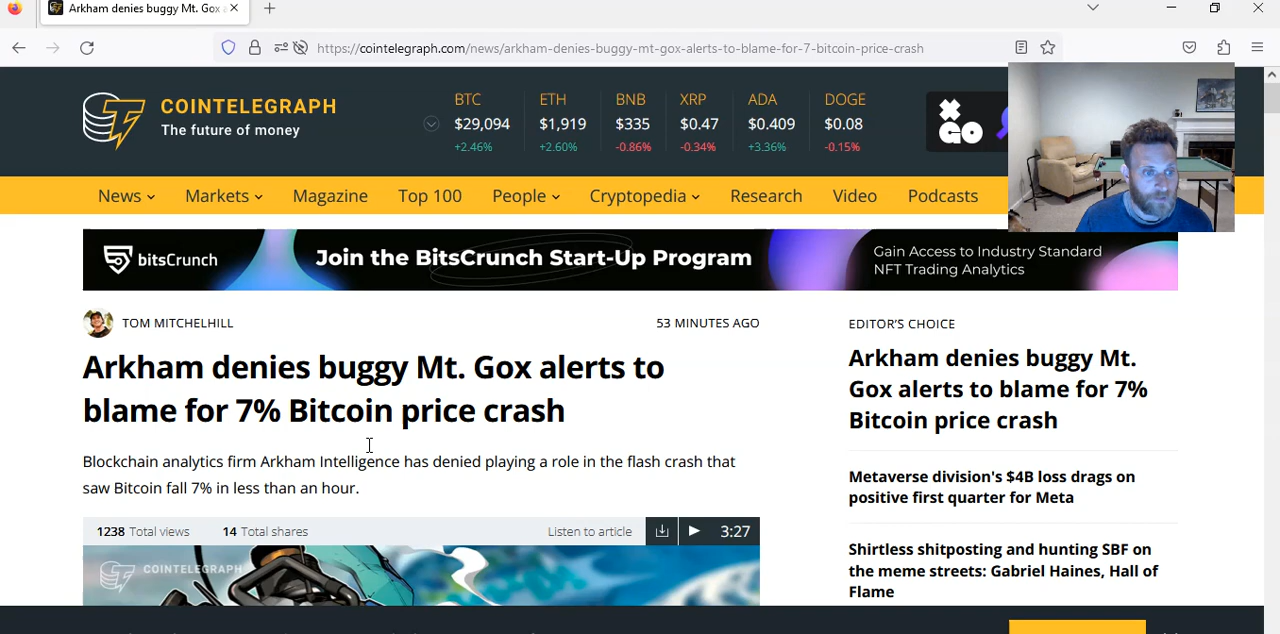 Arkham denies buggy Mt. Gox
https://cointelegraph.com/news/arkham-denies-buggy-mt-gox-alerts-to-blame-for-7-bitcoin-price-crash
COINTELEGRAPH
The future of money
BTC ETH BNB XRP ADA DOGE
$29,094 $1,919 $335 $0.47 $0.409 $0.08
+2.46% +2.60% -0.86% -0.34% +3.36% -0.15%
News Markets Magazine Top 100 People Cryptopedia Research Video Podcasts
bitsCrunch
Join the BitsCrunch Start-Up Program
Gain Access to Industry Standard
NFT Trading Analytics
TOM MITCHELHILL
53 MINUTES AGO
Arkham denies buggy Mt. Gox alerts to
blame for 7% Bitcoin price crash
Blockchain analytics firm Arkham Intelligence has denied playing a role in the flash crash that
saw Bitcoin fall 7% in less than an hour.
1238 Total views 14 Total shares Listen to article 3:27
COINTELEGRAPH
EDITOR'S CHOICE
Arkham denies buggy Mt.
Gox alerts to blame for 7%
Bitcoin price crash
Metaverse division's $4B loss drags on
positive first quarter for Meta
Shirtless shitposting and hunting SBF on
the meme streets: Gabriel Haines, Hall of
Flame